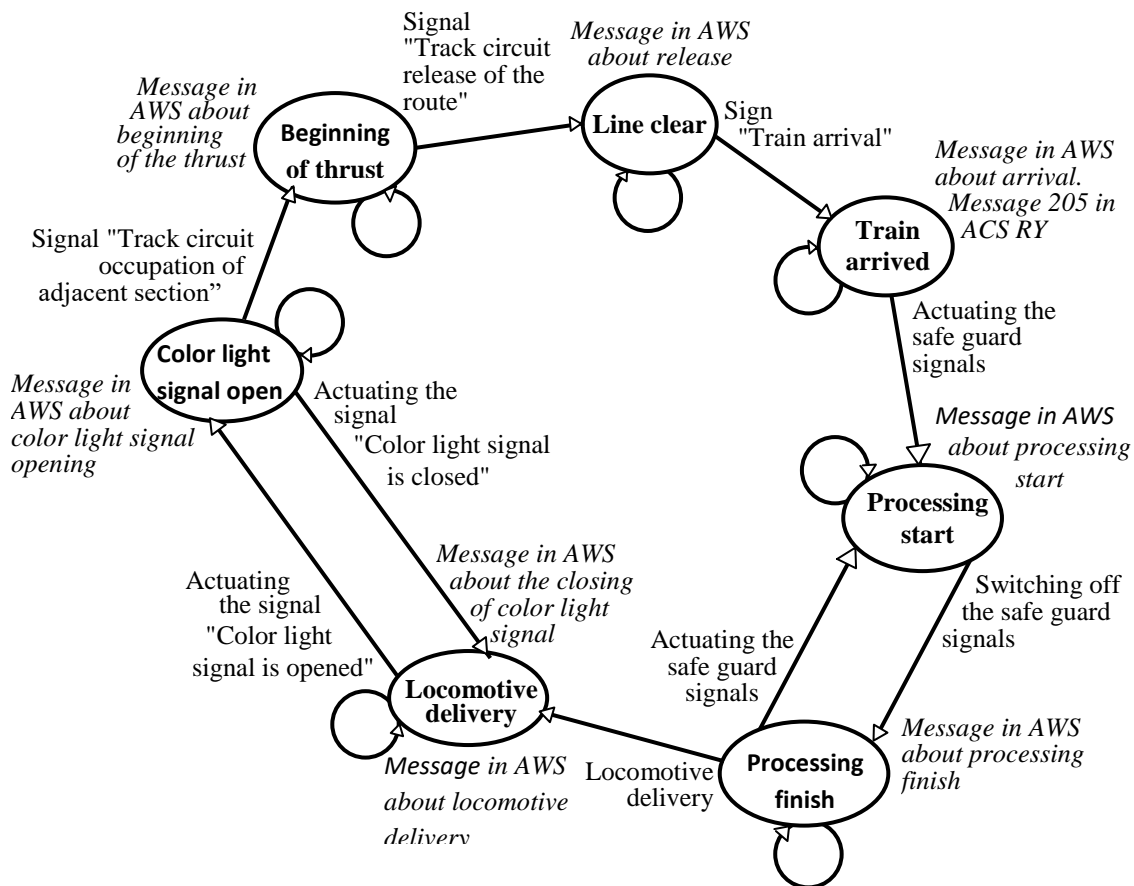 Signal
"Track circuit
release of the
route"
Message in AWS
about release
Message in
AWS about
beginning
of the thrust
Beginning
of thrust
Line clear
Sign
"Train arrival"
Message in AWS
about arrival.
Message 205 in
ACS RY
Train
arrived
Signal "Track circuit
occupation of
adjacent section”
Actuating the
safe guard
signals
Color light
signal open
Message in
AWS about
color light signal
opening
Actuating the
signal
"Color light signal
is closed"
Message in AWS
about processing
start
Processing
start
Message in AWS
about the closing
of color light
signal
Actuating
the signal
"Color light
signal is opened"
Switching off
the safe guard
signals
Actuating the
safe guard
signals
Locomotive
delivery
Message in AWS
about locomotive
delivery
Locomotive
delivery
Processing
finish
Message in AWS
about processing
finish